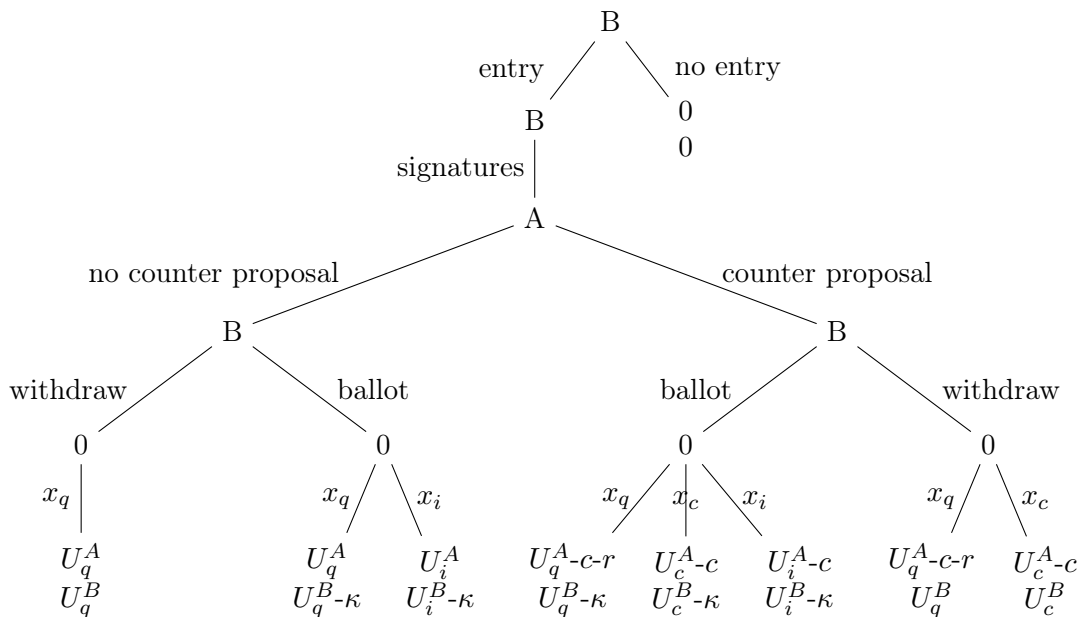 B
entry no entry
B 0
0
signatures
A
no counter proposal counter proposal
B B
withdraw ballot ballot withdraw
0 0 0 0
x_q x_q x_i x_q x_c x_i x_q x_c
U_q^A U_q^A U_i^A U_q^A-c-r U_c^A-c U_i^A-c U_q^A-c-r U_c^A-c
U_q^B U_q^B-κ U_i^B-κ U_q^B-κ U_c^B-κ U_i^B-κ U_q^B U_c^B